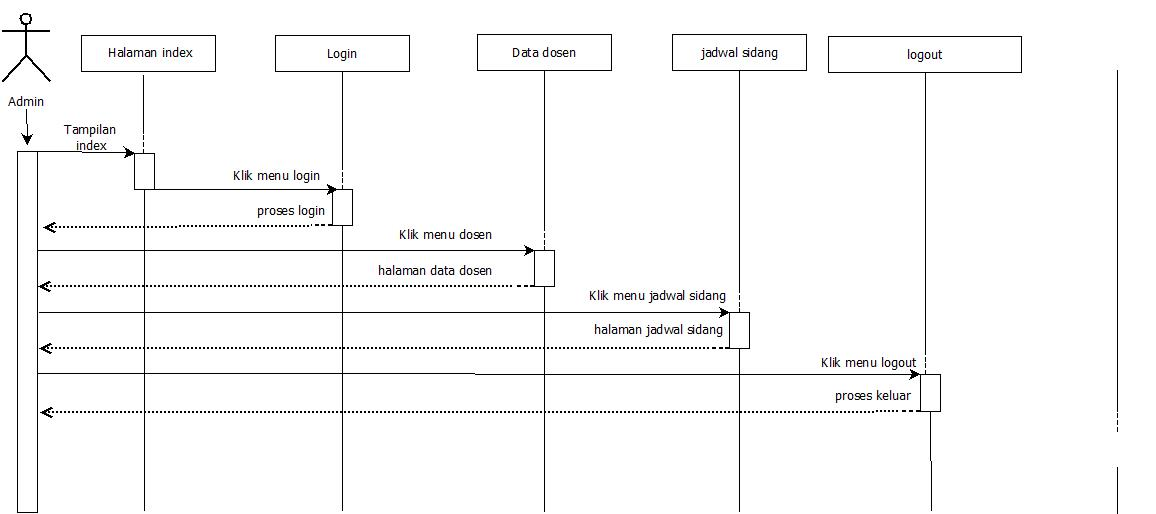 Halaman index
Login
Data dosen
jadwal sidang
logout
Admin
Tampilan
index
Klik menu login
proses login
Klik menu dosen
halaman data dosen
Klik menu jadwal sidang
halaman jadwal sidang
Klik menu logout
proses keluar